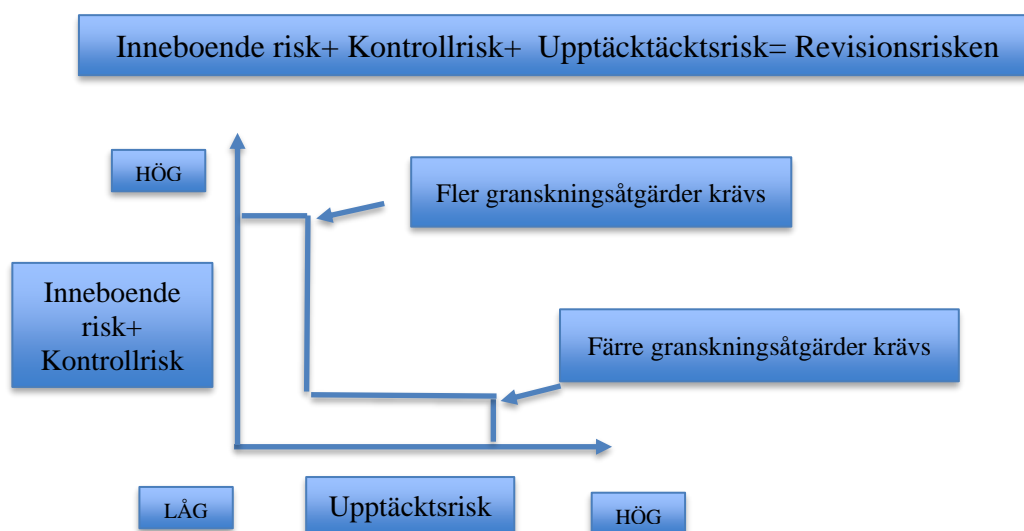 Inneboende risk+ Kontrollrisk+ Upptäcktäcktsrisk= Revisionsrisken
HÖG
Fler granskningsåtgärder krävs
Inneboende
risk+
Kontrollrisk
Färre granskningsåtgärder krävs
LÅG
Upptäcktsrisk
HÖG